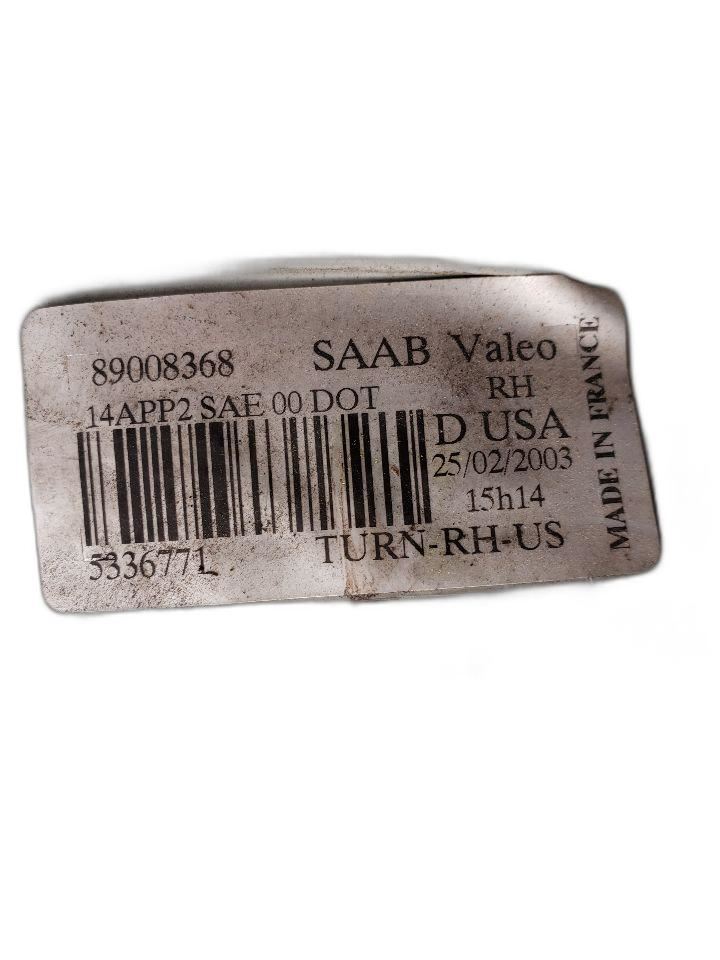 89008368 SAAB Valeo
14APP2 SAE 00 DOT RH
D USA
25/02/2003
15h14
5336771 TURN-RH-US
MADE IN FRANCE